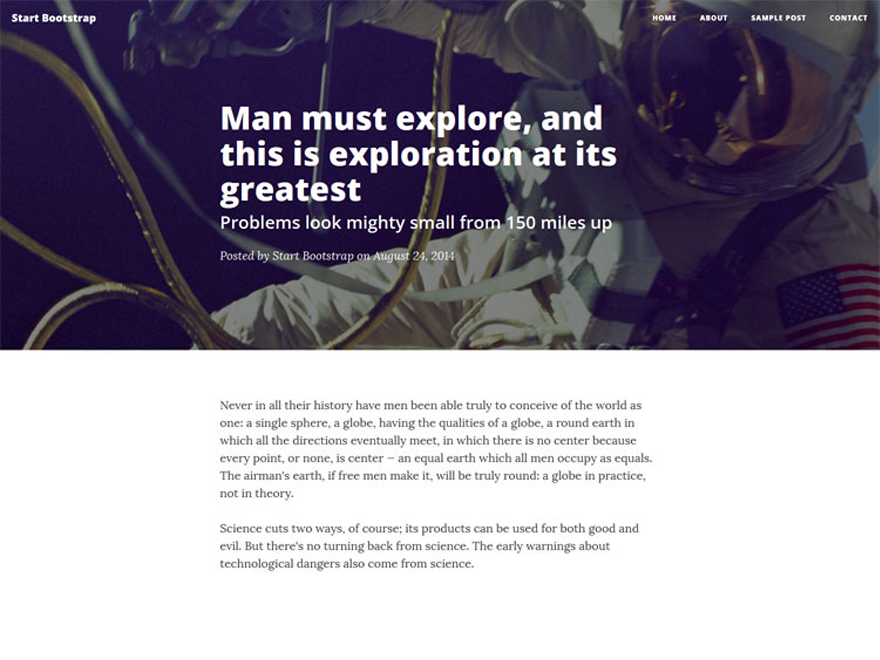 Start Bootstrap
HOME ABOUT SAMPLE POST CONTACT
Man must explore, and
this is exploration at its
greatest
Problems look mighty small from 150 miles up
Posted by Start Bootstrap on August 24, 2014
Never in all their history have men been able truly to conceive of the world as
one: a single sphere, a globe, having the qualities of a globe, a round earth in
which all the directions eventually meet, in which there is no center because
every point, or none, is center — an equal earth which all men occupy as equals.
The airman's earth, if free men make it, will be truly round: a globe in practice,
not in theory.
Science cuts two ways, of course; its products can be used for both good and
evil. But there's no turning back from science. The early warnings about
technological dangers also come from science.